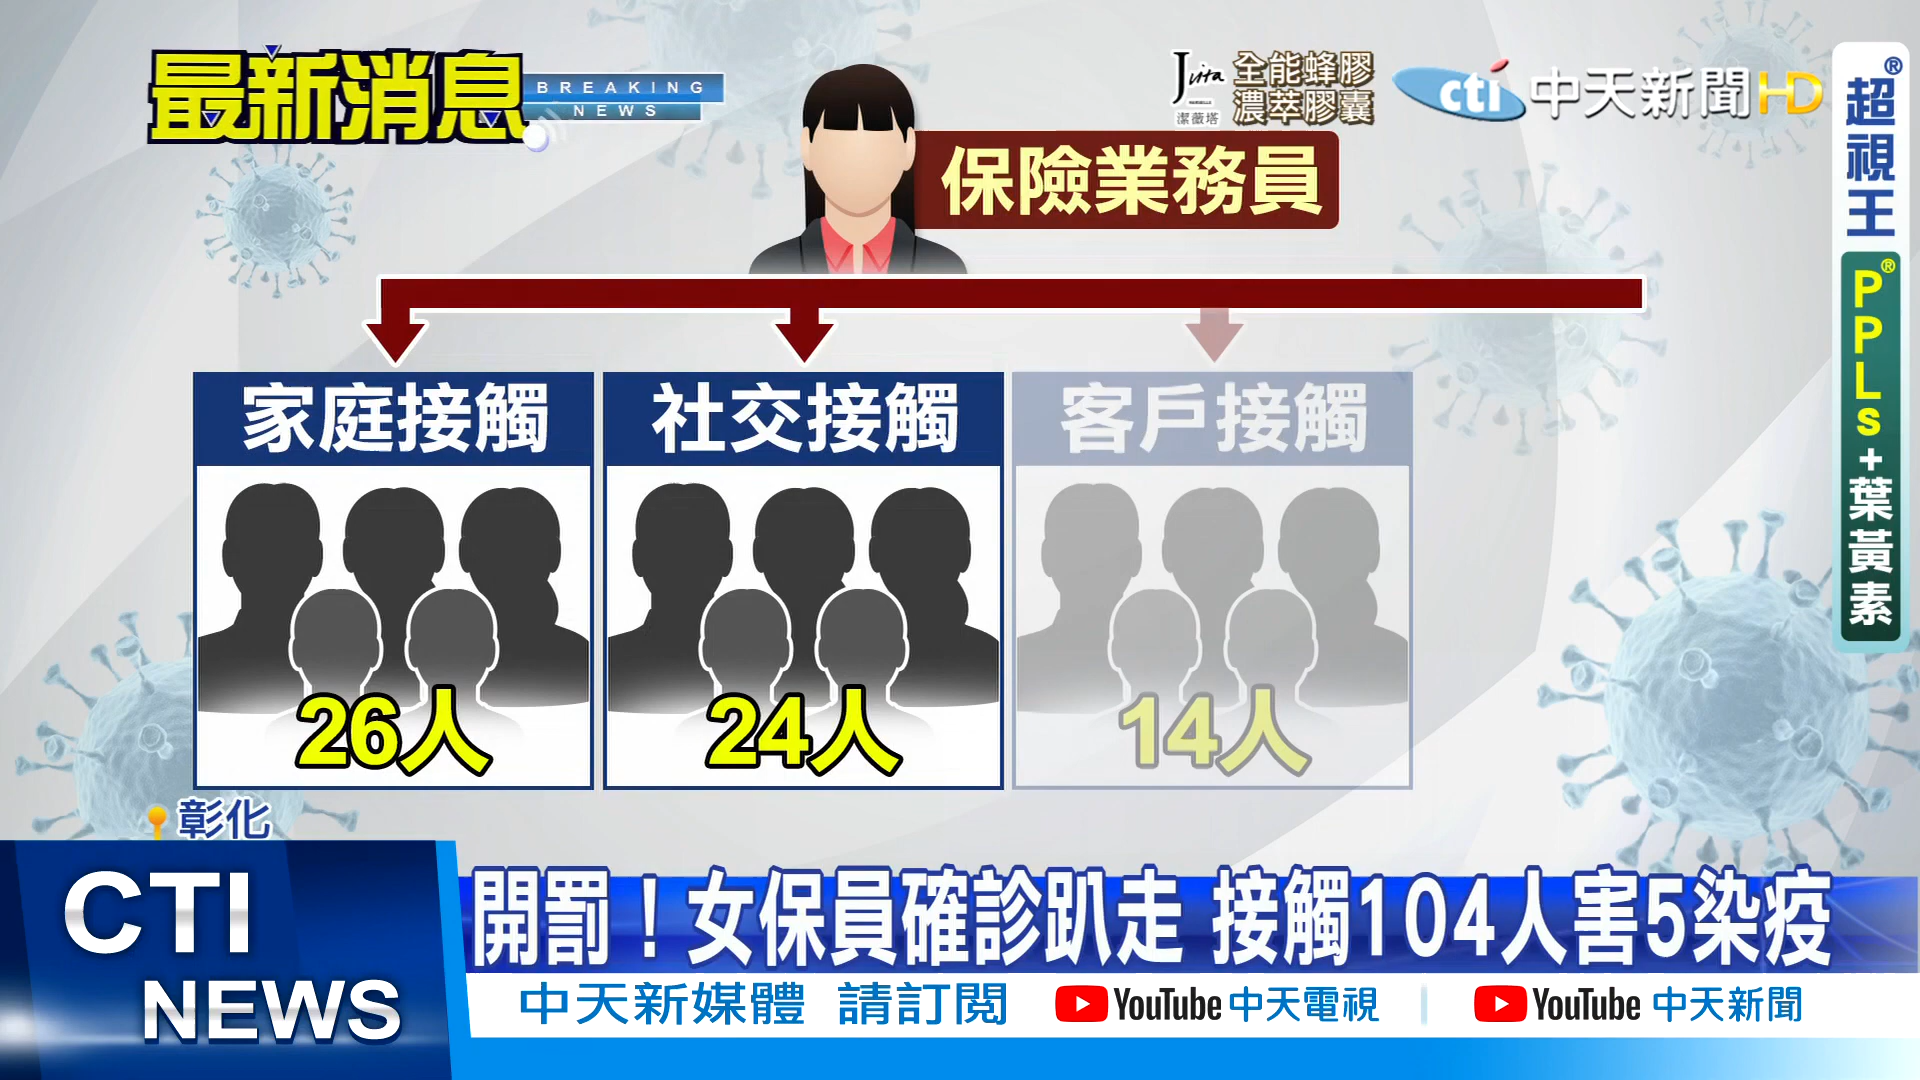 最新消息
BREAKING
NEWS
Jvita
MARSEILLE
潔薇塔
全能蜂膠
濃萃膠囊
cti 中天新聞HD
超視王®
PPLs®+葉黃素
保險業務員
家庭接觸
社交接觸
客戶接觸
26人
24人
14人
彰化
CTI
NEWS
開罰！女保員確診趴走 接觸104人害5染疫
中天新媒體 請訂閱 YouTube 中天電視 | YouTube 中天新聞